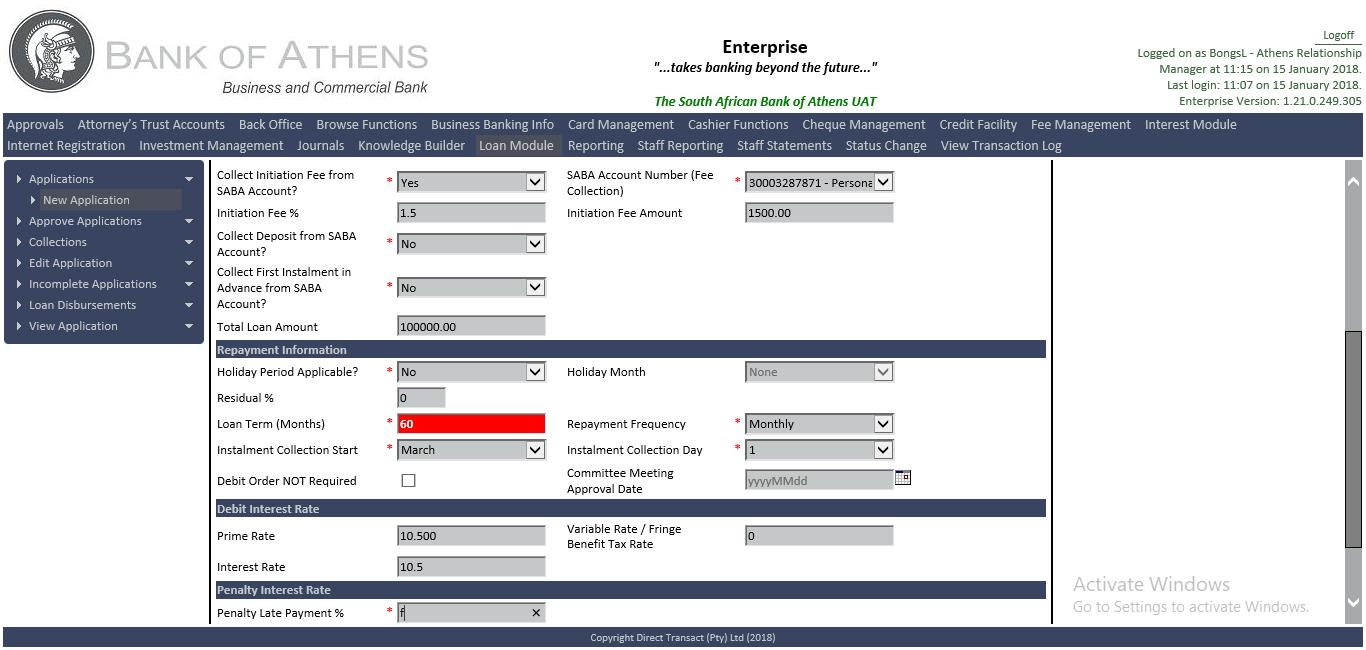 BANK OF ATHENS
Business and Commercial Bank
Enterprise
"...takes banking beyond the future..."
The South African Bank of Athens UAT
Logoff
Logged on as BongsL - Athens Relationship
Manager at 11:15 on 15 January 2018.
Last login: 11:07 on 15 January 2018.
Enterprise Version: 1.21.0.249.305
Approvals Attorney's Trust Accounts Back Office Browse Functions Business Banking Info Card Management Cashier Functions Cheque Management Credit Facility Fee Management Interest Module
Internet Registration Investment Management Journals Knowledge Builder Loan Module Reporting Staff Reporting Staff Statements Status Change View Transaction Log
Applications
New Application
Approve Applications
Collections
Edit Application
Incomplete Applications
Loan Disbursements
View Application
Collect Initiation Fee from
SABA Account?
* Yes
SABA Account Number (Fee
Collection)
* 30003287871 - Persona
Initiation Fee % 1.5 Initiation Fee Amount 1500.00
Collect Deposit from SABA
Account?
* No
Collect First Instalment in
Advance from SABA
Account?
* No
Total Loan Amount 100000.00
Repayment Information
Holiday Period Applicable? * No Holiday Month None
Residual % 0
Loan Term (Months) * 60 Repayment Frequency * Monthly
Instalment Collection Start * March Instalment Collection Day * 1
Debit Order NOT Required
Committee Meeting
Approval Date
yyyyMMdd
Debit Interest Rate
Prime Rate 10.500
Variable Rate / Fringe
Benefit Tax Rate
0
Interest Rate 10.5
Penalty Interest Rate
Penalty Late Payment % * f
Activate Windows
Go to Settings to activate Windows.
Copyright Direct Transact (Pty) Ltd (2018)